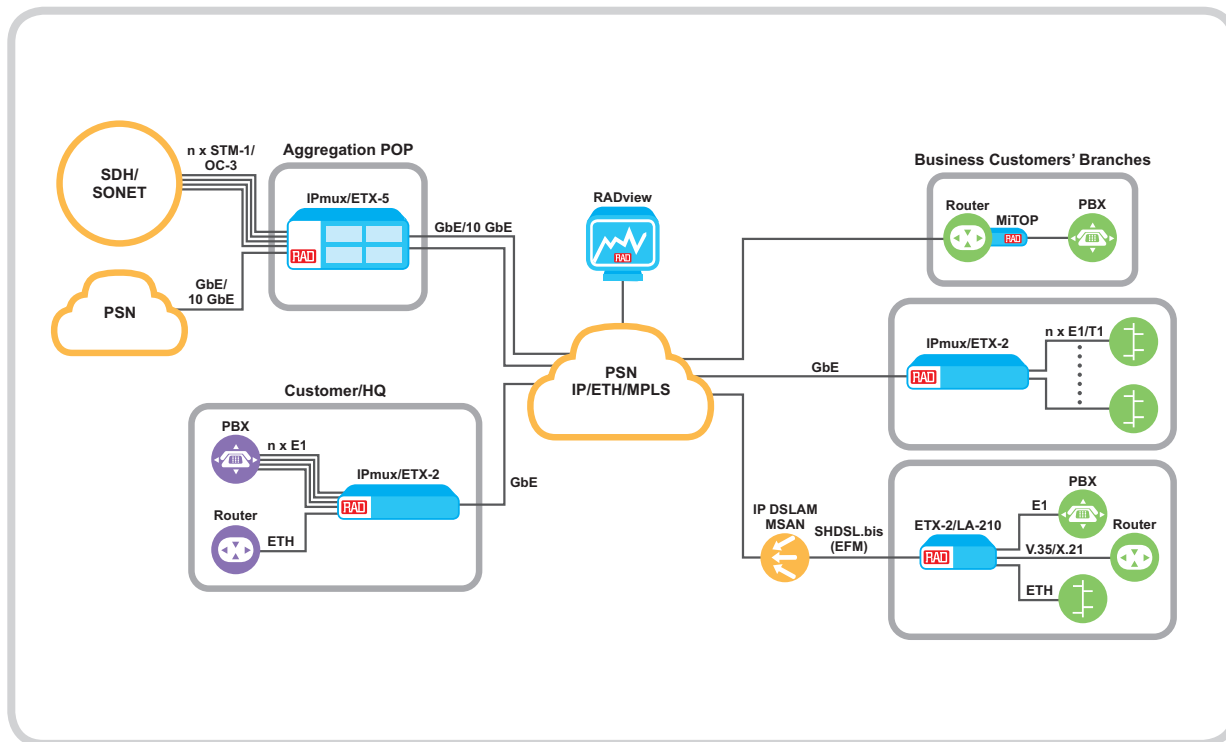 n x STM-1/
OC-3
SDH/
SONET
Aggregation POP
IPmux/ETX-5
RAD
GbE/10 GbE
GbE/
10 GbE
PSN
RADview
RAD
Business Customers' Branches
Router
MiTOP
RAD
PBX
PSN
IP/ETH/MPLS
GbE
IPmux/ETX-2
RAD
n x E1/T1
Customer/HQ
PBX
n x E1
IPmux/ETX-2
RAD
GbE
Router
ETH
IP DSLAM
MSAN
SHDSL.bis
(EFM)
ETX-2/LA-210
RAD
E1
PBX
V.35/X.21
Router
ETH